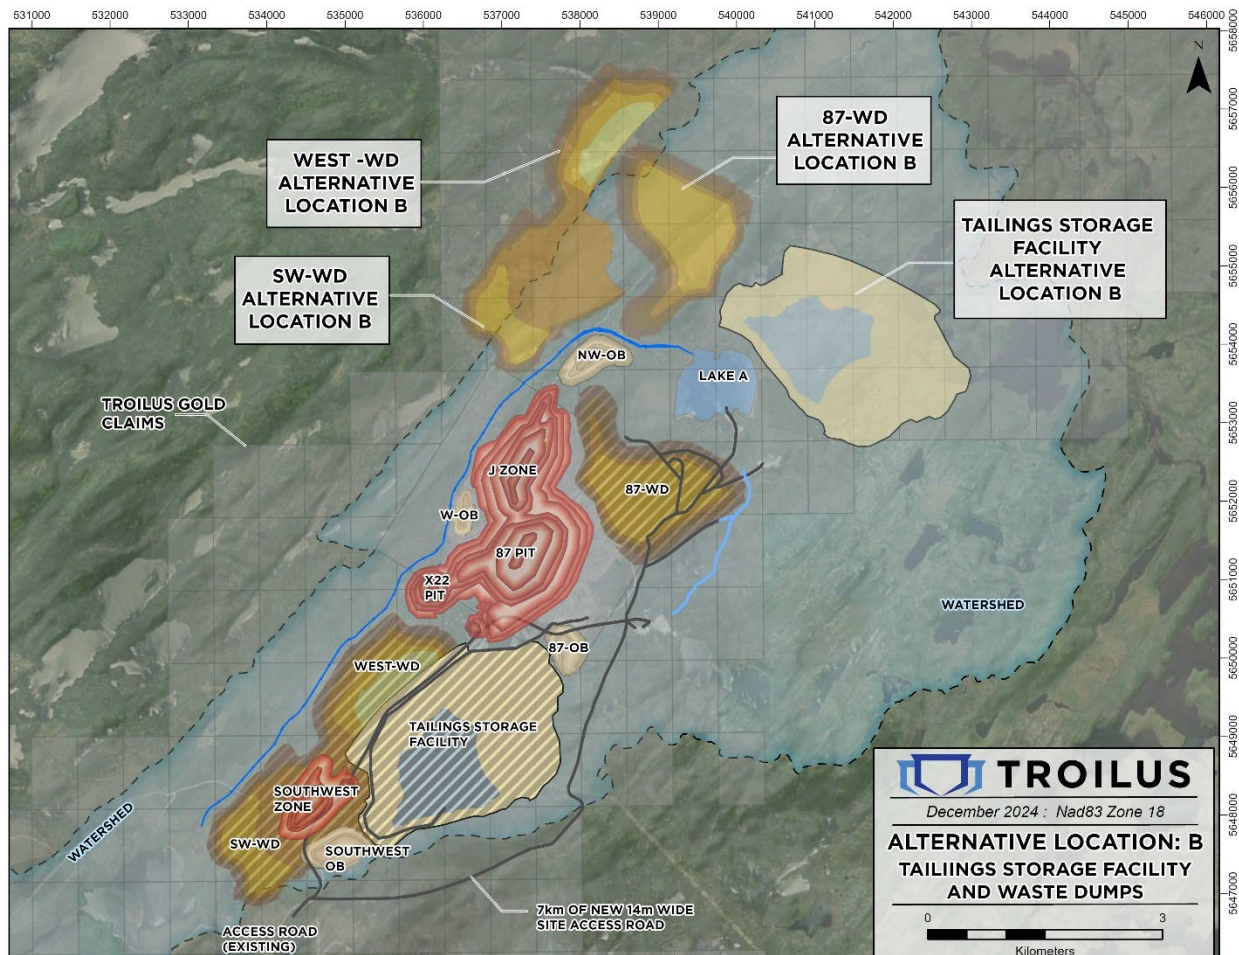 531000 532000 533000 534000 535000 536000 537000 538000 539000 540000 541000 542000 543000 544000 545000 546000
5658000
5657000
5656000
5655000
5654000
5653000
5652000
5651000
5650000
5649000
5648000
5647000
N
WEST -WD
ALTERNATIVE
LOCATION B
87-WD
ALTERNATIVE
LOCATION B
TAILINGS STORAGE
FACILITY
ALTERNATIVE
LOCATION B
SW-WD
ALTERNATIVE
LOCATION B
NW-OB
LAKE A
TROILUS GOLD
CLAIMS
J ZONE
87-WD
W-OB
87 PIT
X22
PIT
WATERSHED
87-OB
WEST-WD
TAILINGS STORAGE
FACILITY
SOUTHWEST
ZONE
WATERSHED
SW-WD
SOUTHWEST
OB
7km OF NEW 14m WIDE
SITE ACCESS ROAD
ACCESS ROAD
(EXISTING)
TROILUS
December 2024 : Nad83 Zone 18
ALTERNATIVE LOCATION: B
TAILIINGS STORAGE FACILITY
AND WASTE DUMPS
0 3
Kilometers